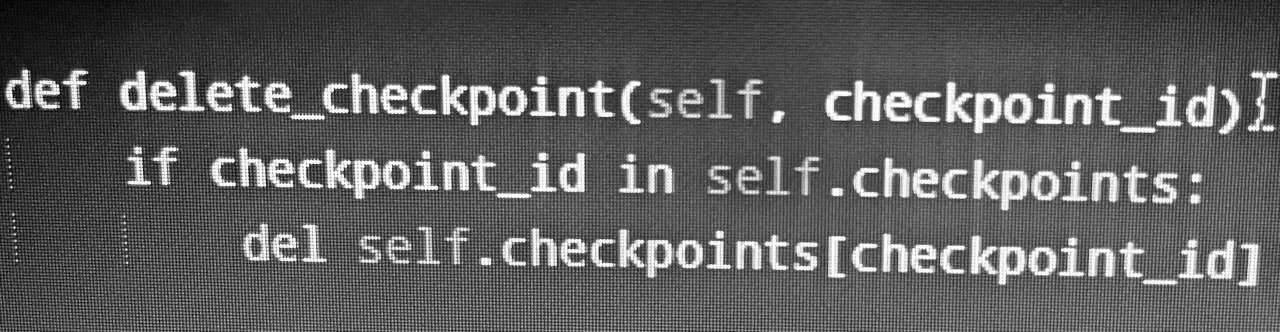 def delete_checkpoint(self, checkpoint_id):
    if checkpoint_id in self.checkpoints:
        del self.checkpoints[checkpoint_id]